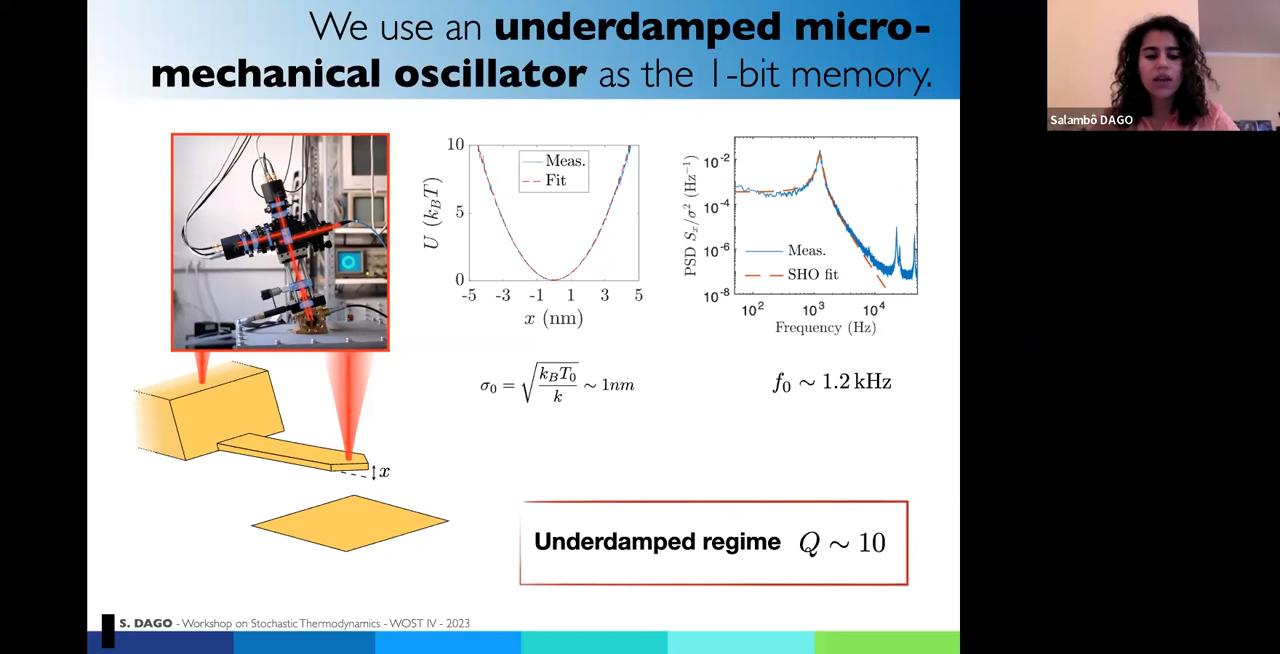 We use an underdamped micro-
mechanical oscillator as the 1-bit memory.
Salambô DAGO
U (k_BT)
10
5
0
Meas.
Fit
-5 -3 -1 1 3 5
x (nm)
PSD S_x/σ² (Hz⁻¹)
10⁻²
10⁻⁴
10⁻⁶
10⁻⁸
Meas.
SHO fit
10² 10³ 10⁴
Frequency (Hz)
σ₀ = √(k_BT₀/k) ∼ 1nm
f₀ ∼ 1.2 kHz
x
Underdamped regime Q ∼ 10
S. DAGO - Workshop on Stochastic Thermodynamics - WOST IV - 2023